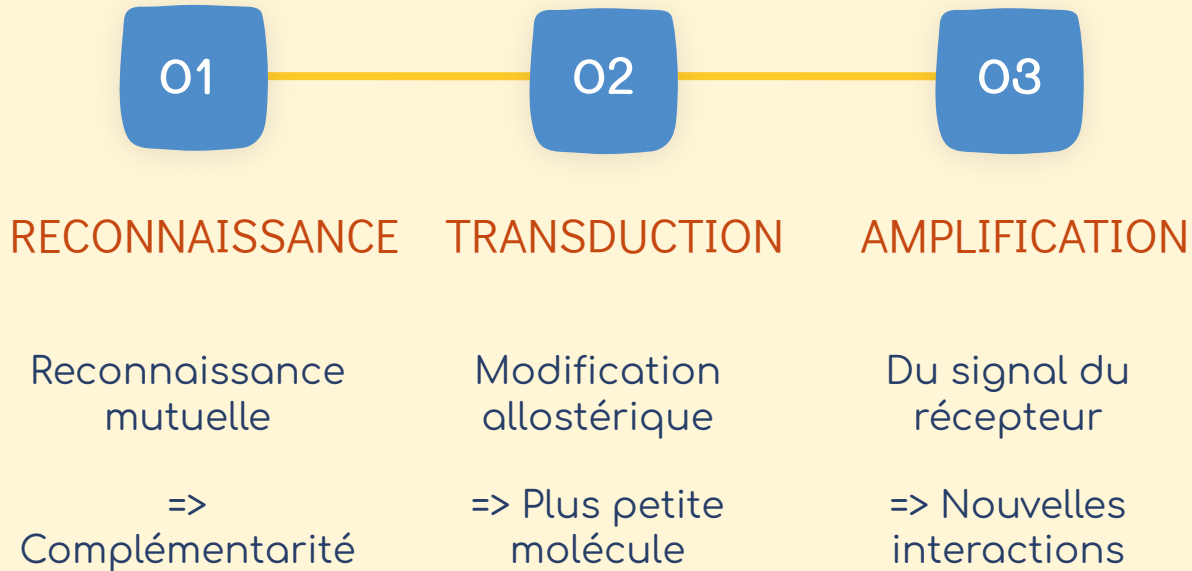 01
02
03
RECONNAISSANCE
TRANSDUCTION
AMPLIFICATION
Reconnaissance
mutuelle
=>
Complémentarité
Modification
allostérique
=> Plus petite
molécule
Du signal du
récepteur
=> Nouvelles
interactions